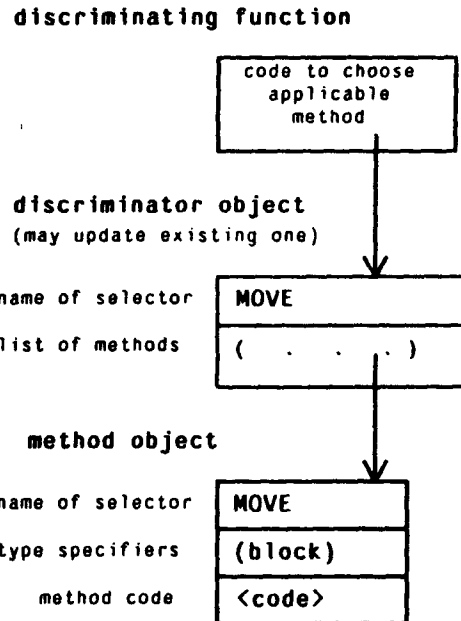 discriminating function
code to choose
applicable
method
discriminator object
(may update existing one)
name of selector MOVE
list of methods ( . . . )
method object
name of selector MOVE
type specifiers (block)
method code <code>